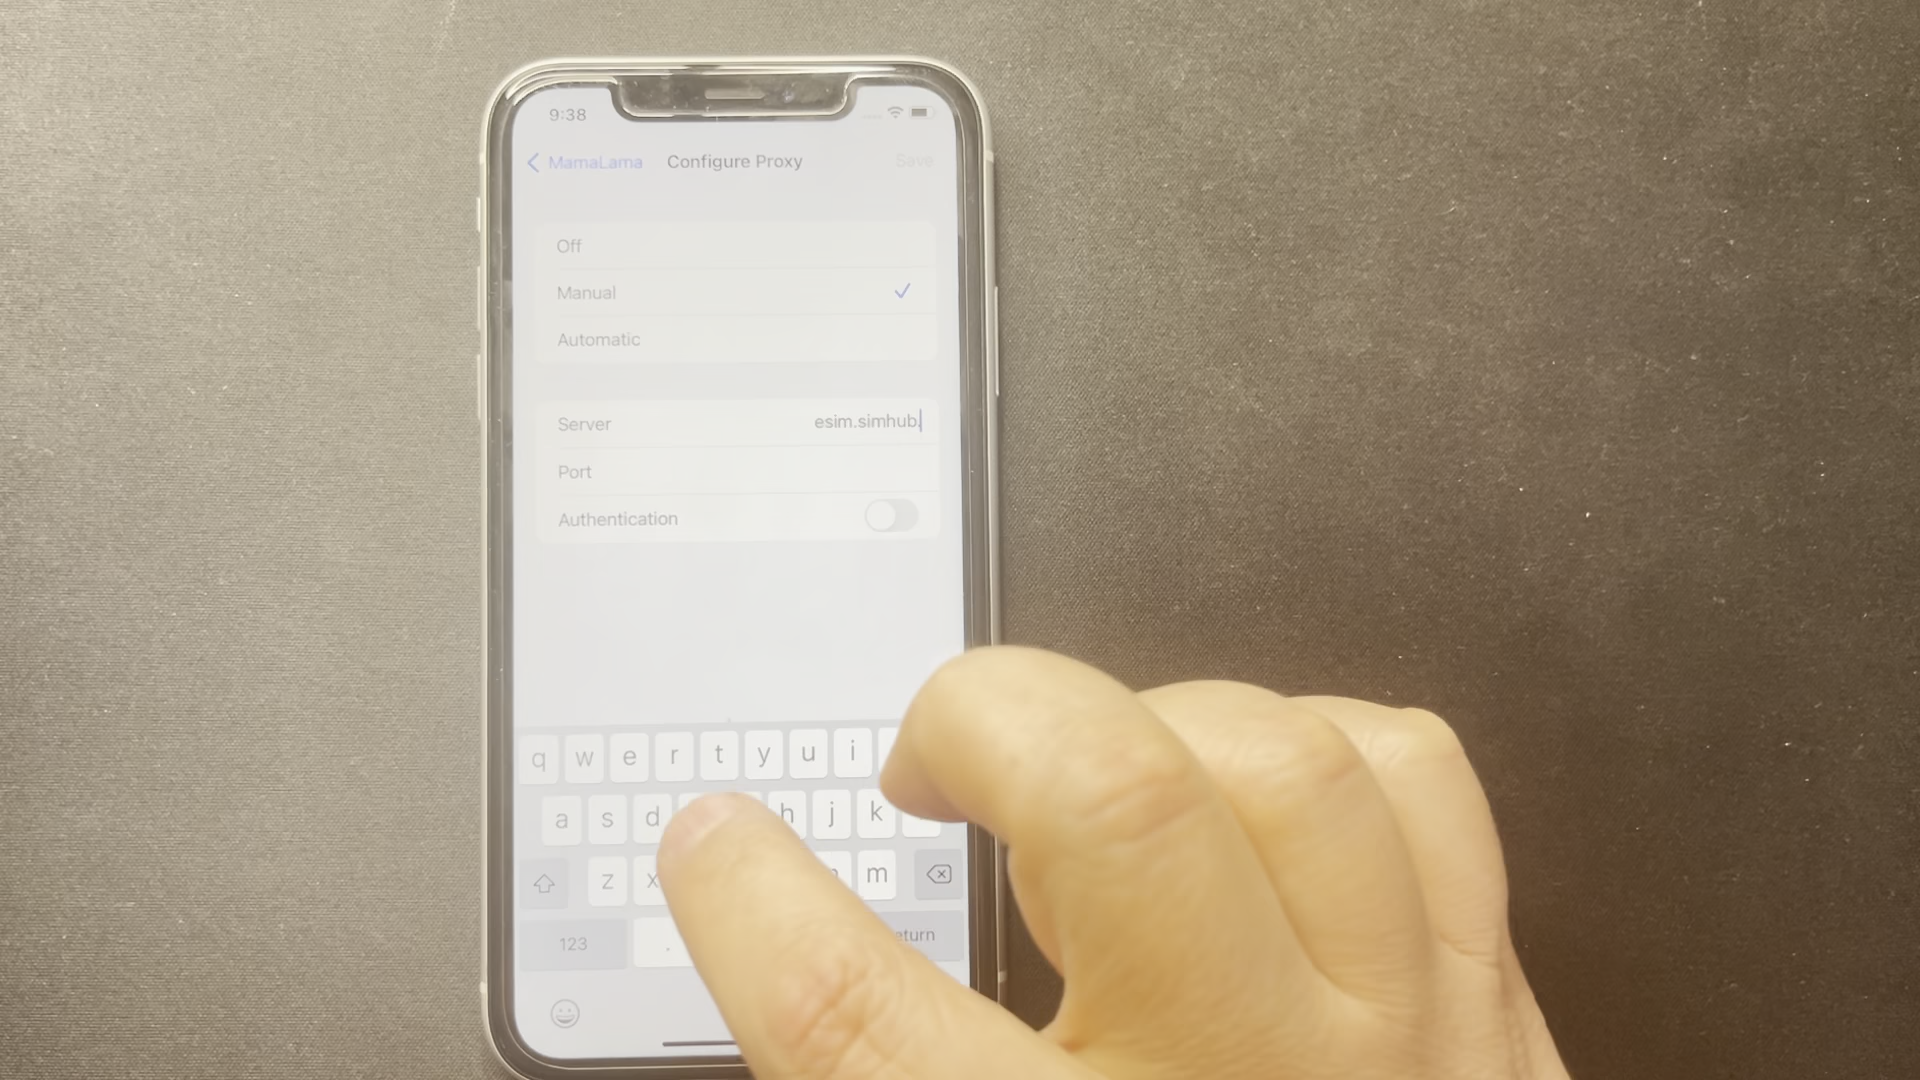 9:38
MamaLama Configure Proxy Save
Off
Manual
Automatic
Server esim.simhub.
Port
Authentication
q w e r t y u i
a s d h j k
z x m
123 .